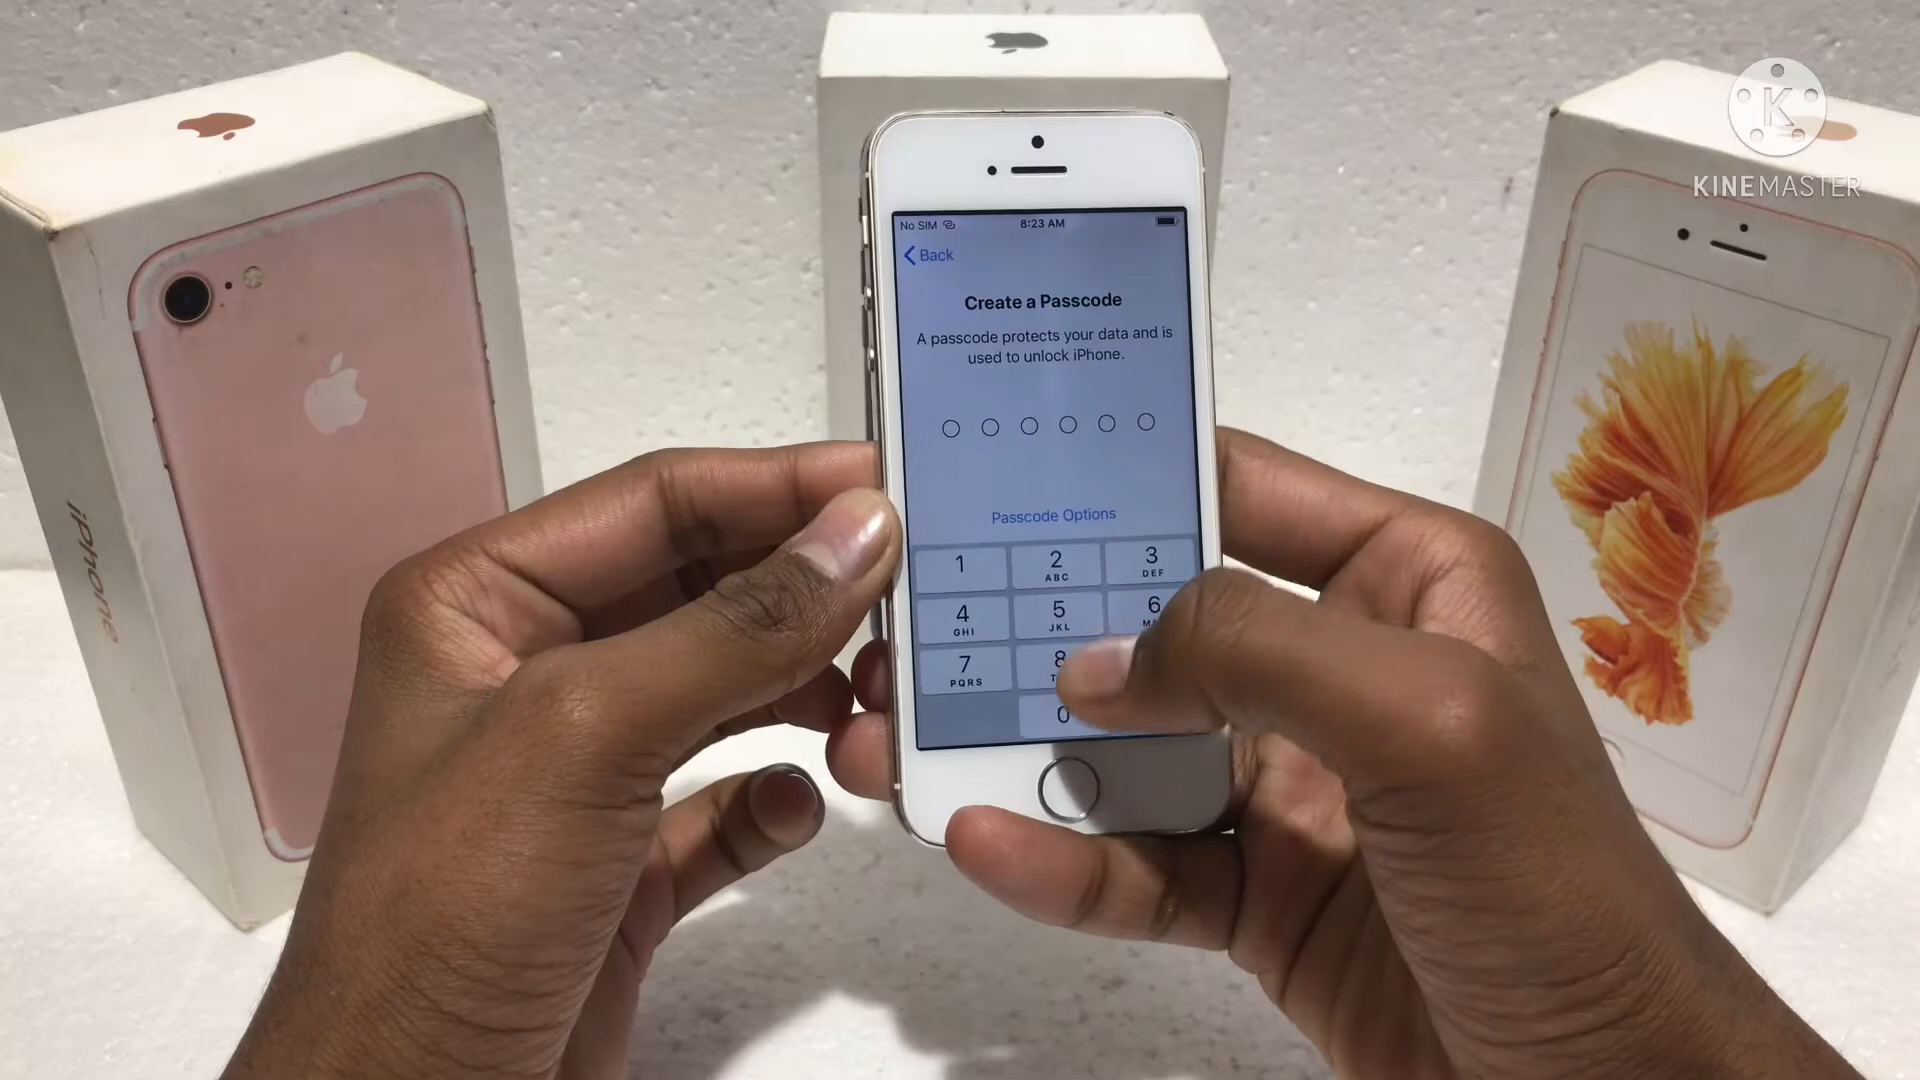 KINEMASTER
No SIM 8:23 AM
Back
Create a Passcode
A passcode protects your data and is
used to unlock iPhone.
Passcode Options
1 2 3
ABC DEF
4 5 6
GHI JKL
7 8
PQRS
0
iPhone